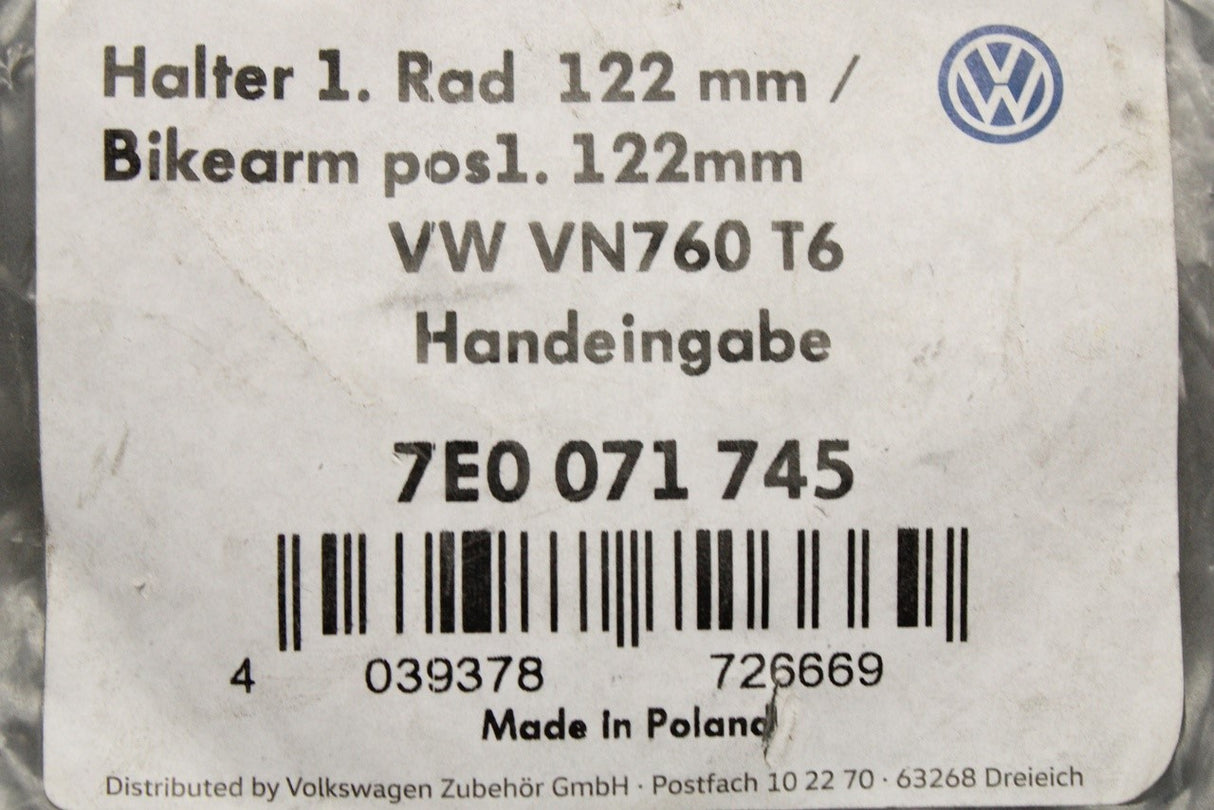 Halter 1. Rad 122 mm /
Bikearm pos1. 122mm
VW VN760 T6
Handeingabe
7E0 071 745
4 039378 726669
Made in Poland
Distributed by Volkswagen Zubehör GmbH · Postfach 10 22 70 · 63268 Dreieich